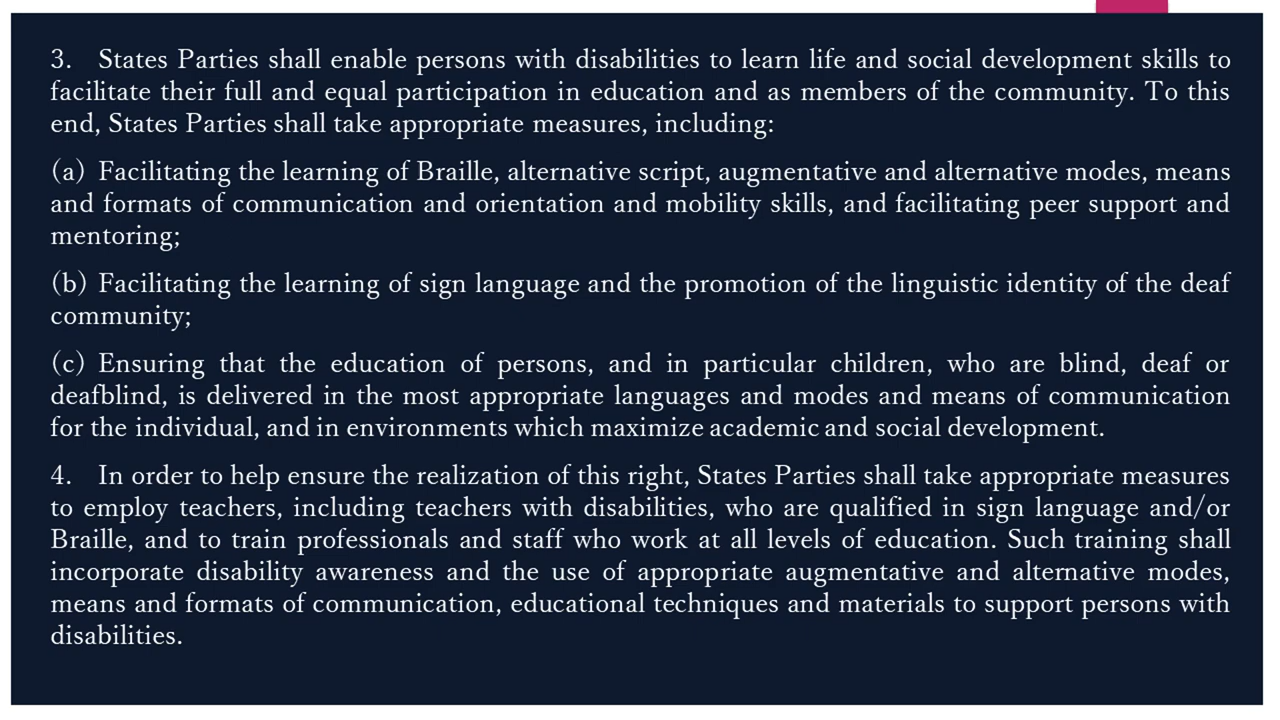 3. States Parties shall enable persons with disabilities to learn life and social development skills to
facilitate their full and equal participation in education and as members of the community. To this
end, States Parties shall take appropriate measures, including:
(a) Facilitating the learning of Braille, alternative script, augmentative and alternative modes, means
and formats of communication and orientation and mobility skills, and facilitating peer support and
mentoring;
(b) Facilitating the learning of sign language and the promotion of the linguistic identity of the deaf
community;
(c) Ensuring that the education of persons, and in particular children, who are blind, deaf or
deafblind, is delivered in the most appropriate languages and modes and means of communication
for the individual, and in environments which maximize academic and social development.
4. In order to help ensure the realization of this right, States Parties shall take appropriate measures
to employ teachers, including teachers with disabilities, who are qualified in sign language and/or
Braille, and to train professionals and staff who work at all levels of education. Such training shall
incorporate disability awareness and the use of appropriate augmentative and alternative modes,
means and formats of communication, educational techniques and materials to support persons with
disabilities.